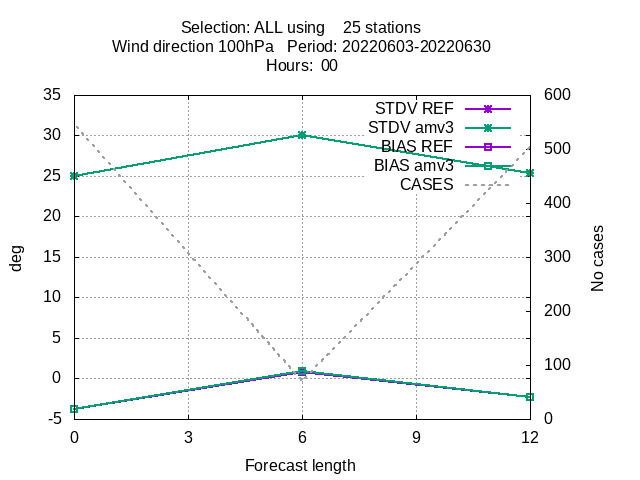 Selection: ALL using    25 stations
Wind direction 100hPa   Period: 20220603-20220630
Hours:  00
35
30
25
20
15
10
5
0
-5
600
500
400
300
200
100
0
STDV REF
STDV amv3
BIAS REF
BIAS amv3
CASES
deg
No cases
0 3 6 9 12
Forecast length